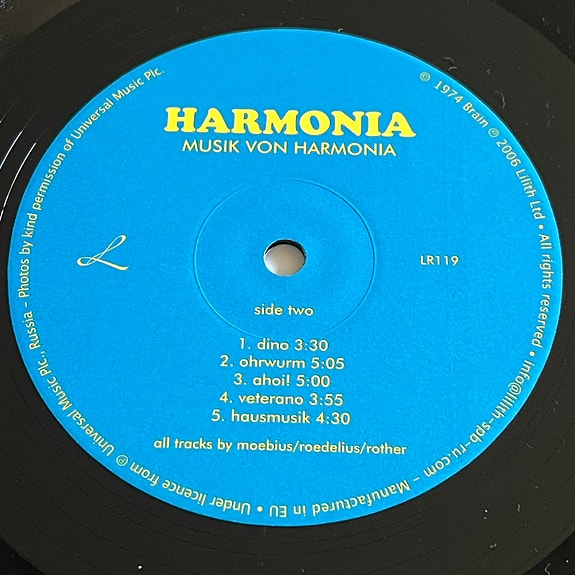 HARMONIA
MUSIK VON HARMONIA
L
LR119
side two
1. dino 3:30
2. ohrwurm 5:05
3. ahoi! 5:00
4. veterano 3:55
5. hausmusik 4:30
all tracks by moebius/roedelius/rother
© 1974 Brain ℗ 2006 Lilith Ltd • All rights reserved • info@lilith-spb-ru.com – Manufactured in EU • Under licence from ℗ Universal Music Plc., Russia – Photos by kind permission of Universal Music Plc.